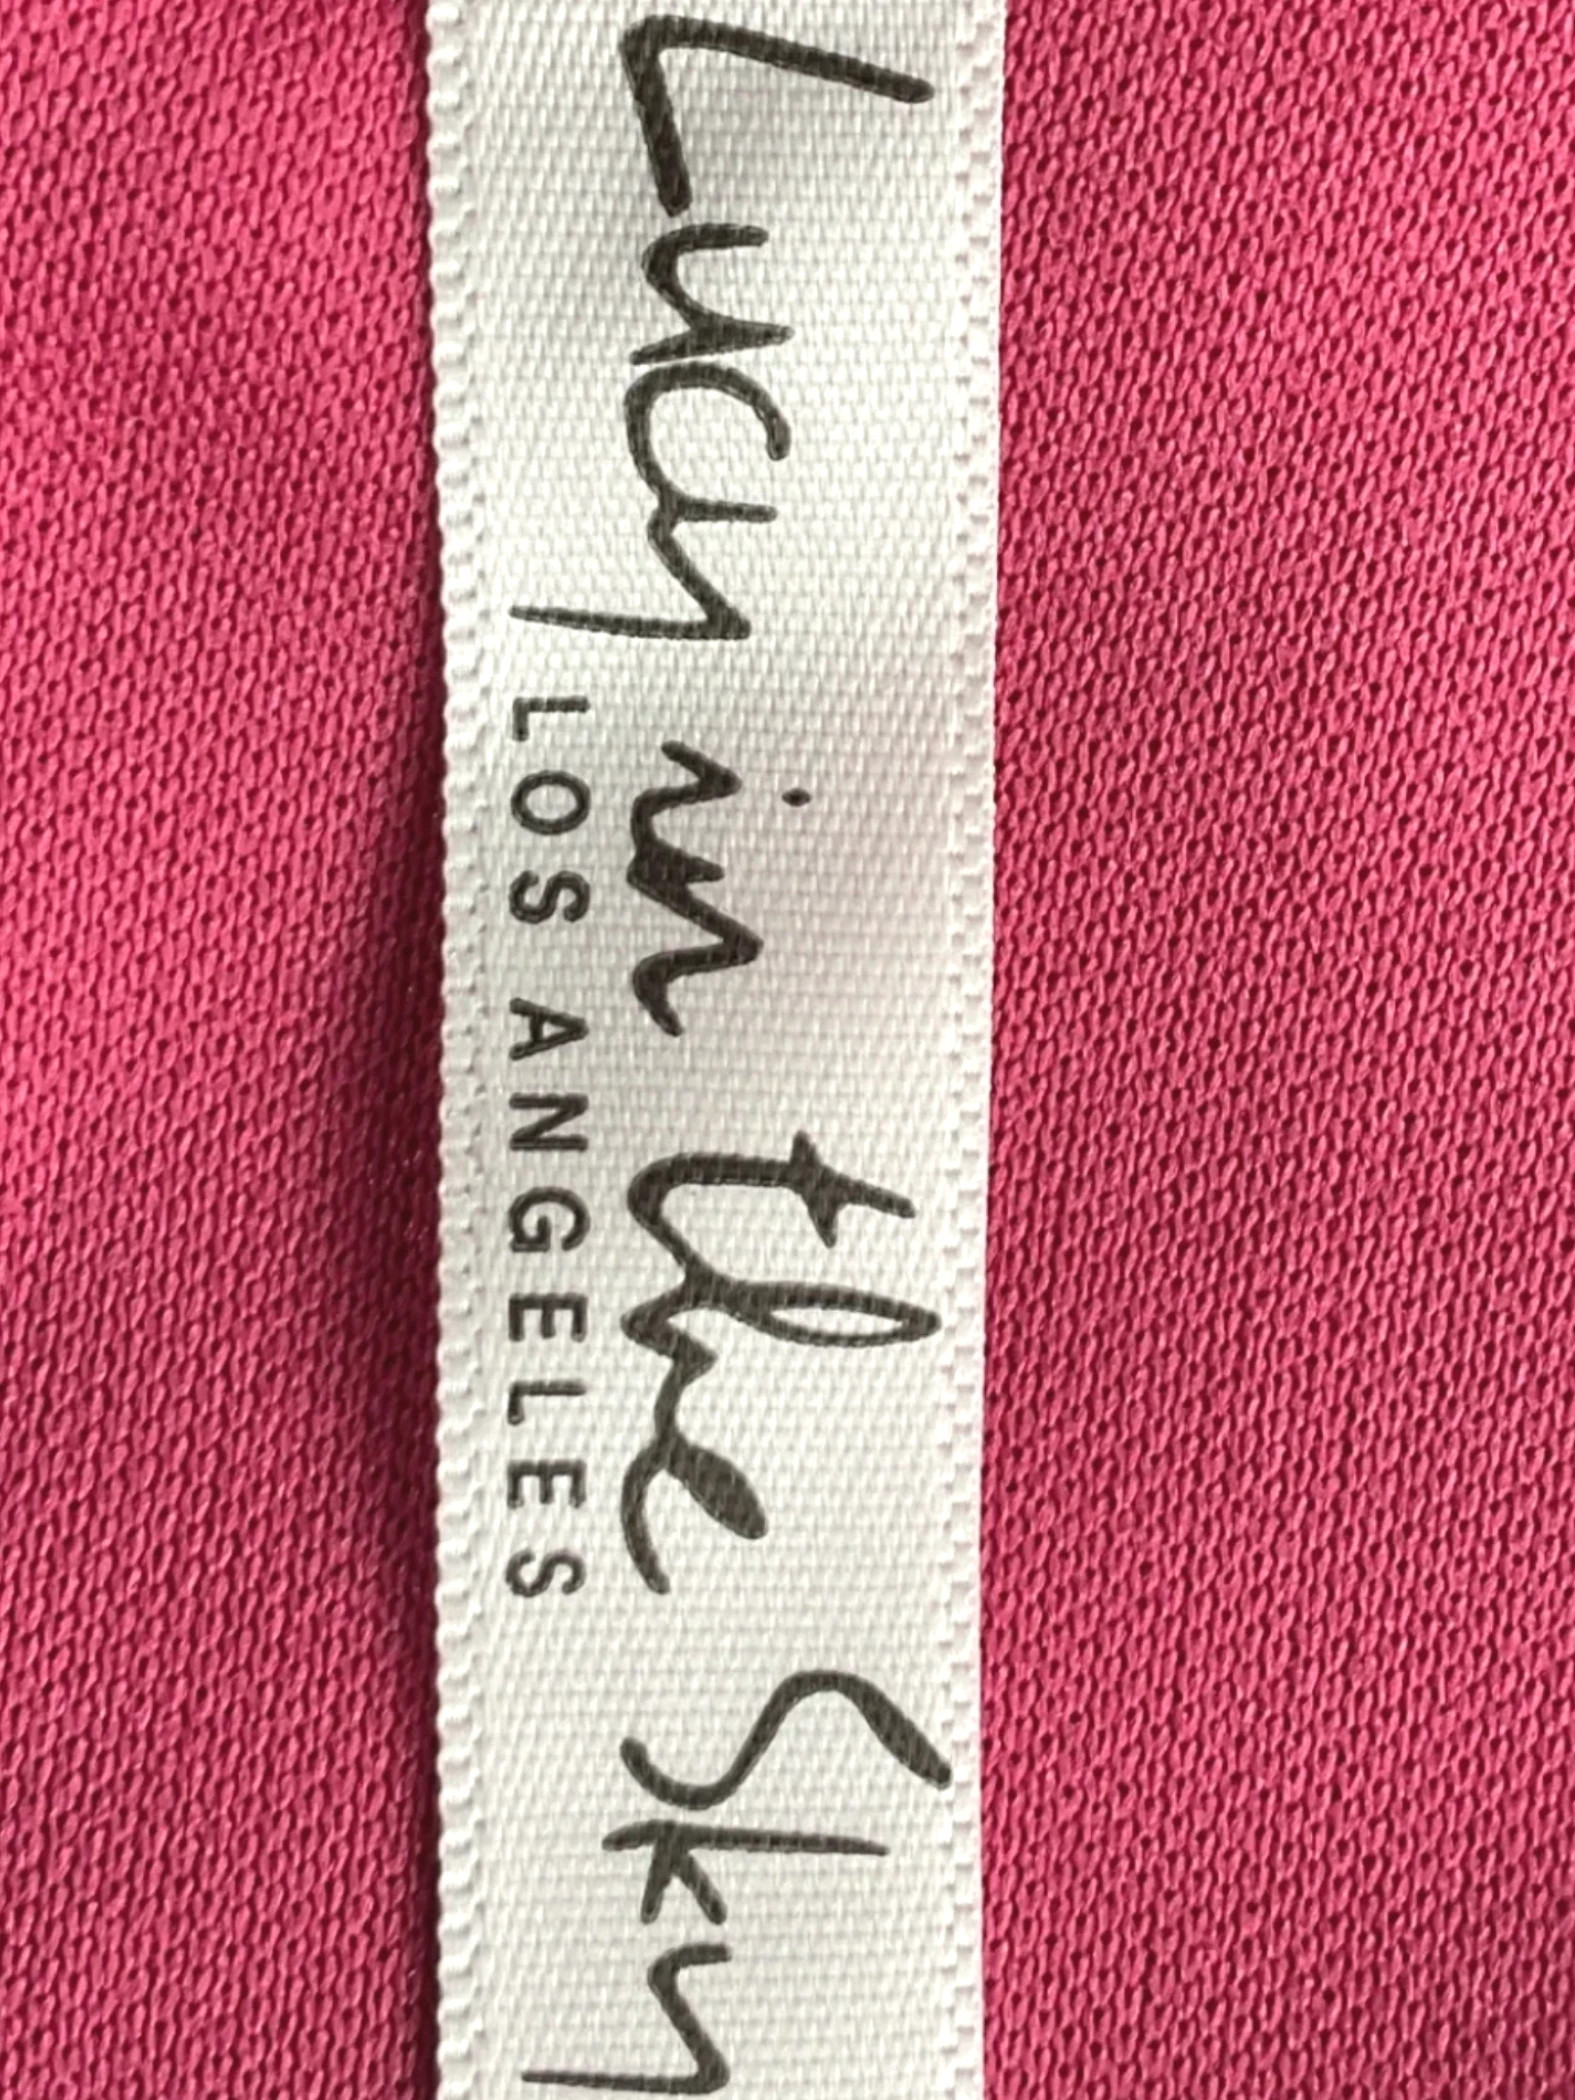 Lucy in the Sky
LOS ANGELES